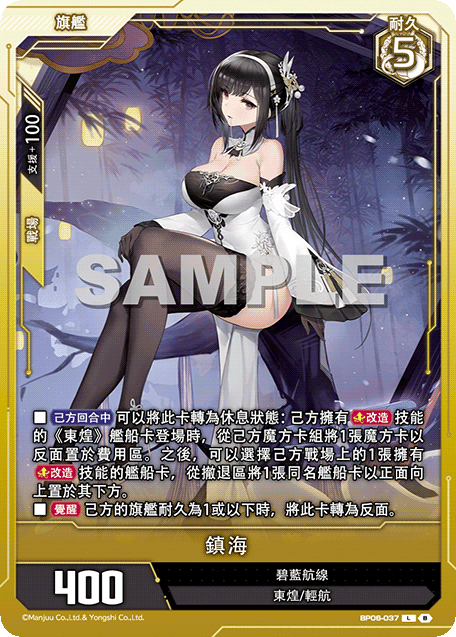 旗艦
耐久
5
支援+100
戰場
SAMPLE
■ 己方回合中 可以將此卡轉為休息狀態：己方擁有 改造 技能
的《東煌》艦船卡登場時，從己方魔方卡組將1張魔方卡以
反面置於費用區。之後，可以選擇己方戰場上的1張擁有
改造 技能的艦船卡，從撤退區將1張同名艦船卡以正面向
上置於其下方。
■ 覺醒 己方的旗艦耐久為1或以下時，將此卡轉為反面。
鎮海
400
碧藍航線
東煌/輕航
©Manjuu Co.,Ltd. & Yongshi Co.,Ltd.
BP06-037 L B